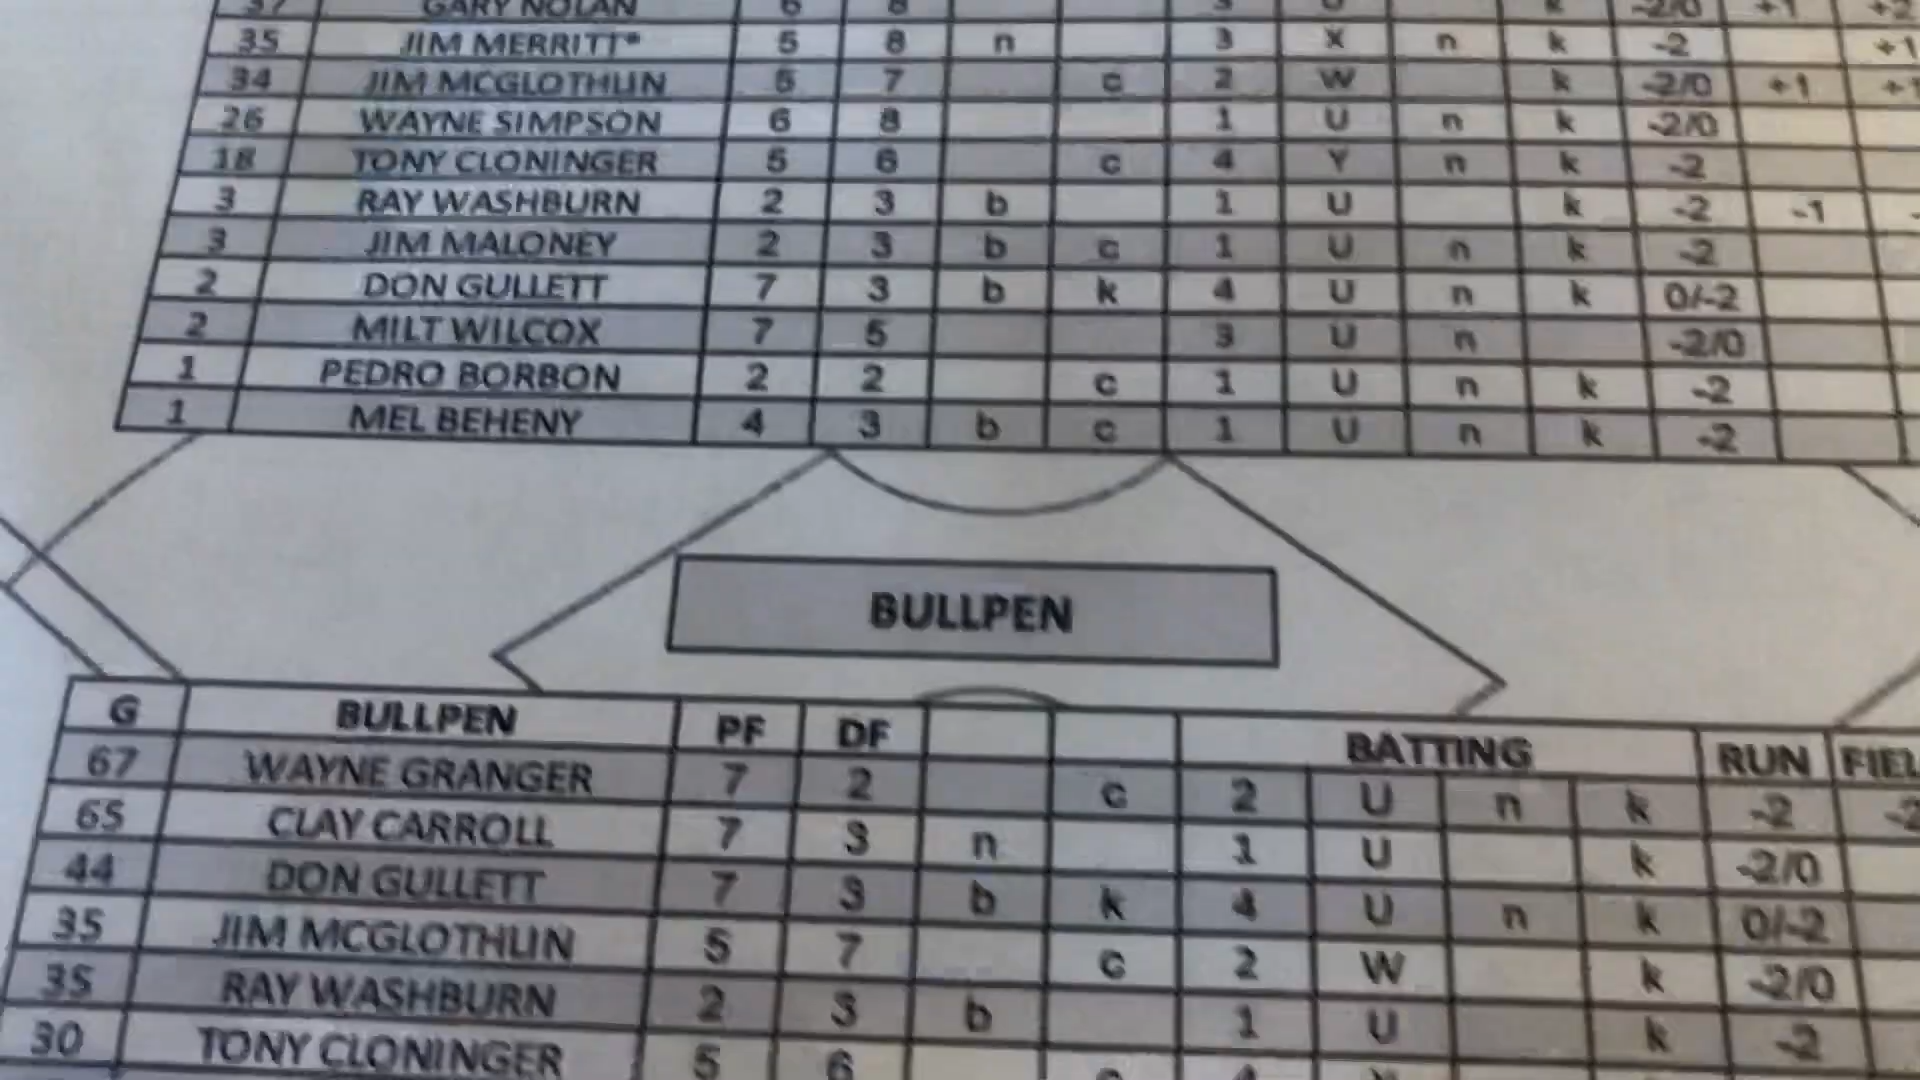 37 GARY NOLAN 6 8 3 U k -2/0 +1 +2
35 JIM MERRITT* 5 8 n 3 X n k -2 +1
34 JIM MCGLOTHLIN 5 7 c 2 W k -2/0 +1 +1
26 WAYNE SIMPSON 6 8 1 U n k -2/0
18 TONY CLONINGER 5 6 c 4 Y n k -2
3 RAY WASHBURN 2 3 b 1 U k -2 -1 -
3 JIM MALONEY 2 3 b c 1 U n k -2
2 DON GULLETT 7 3 b k 4 U n k 0/-2
2 MILT WILCOX 7 5 3 U n -2/0
1 PEDRO BORBON 2 2 c 1 U n k -2
1 MEL BEHENY 4 3 b c 1 U n k -2
BULLPEN
G BULLPEN PF DF BATTING RUN FIEL
67 WAYNE GRANGER 7 2 c 2 U n k -2 -2
65 CLAY CARROLL 7 3 n 1 U k -2/0
44 DON GULLETT 7 3 b k 4 U n k 0/-2
35 JIM MCGLOTHLIN 5 7 c 2 W k -2/0
35 RAY WASHBURN 2 3 b 1 U k -2
30 TONY CLONINGER 5 6